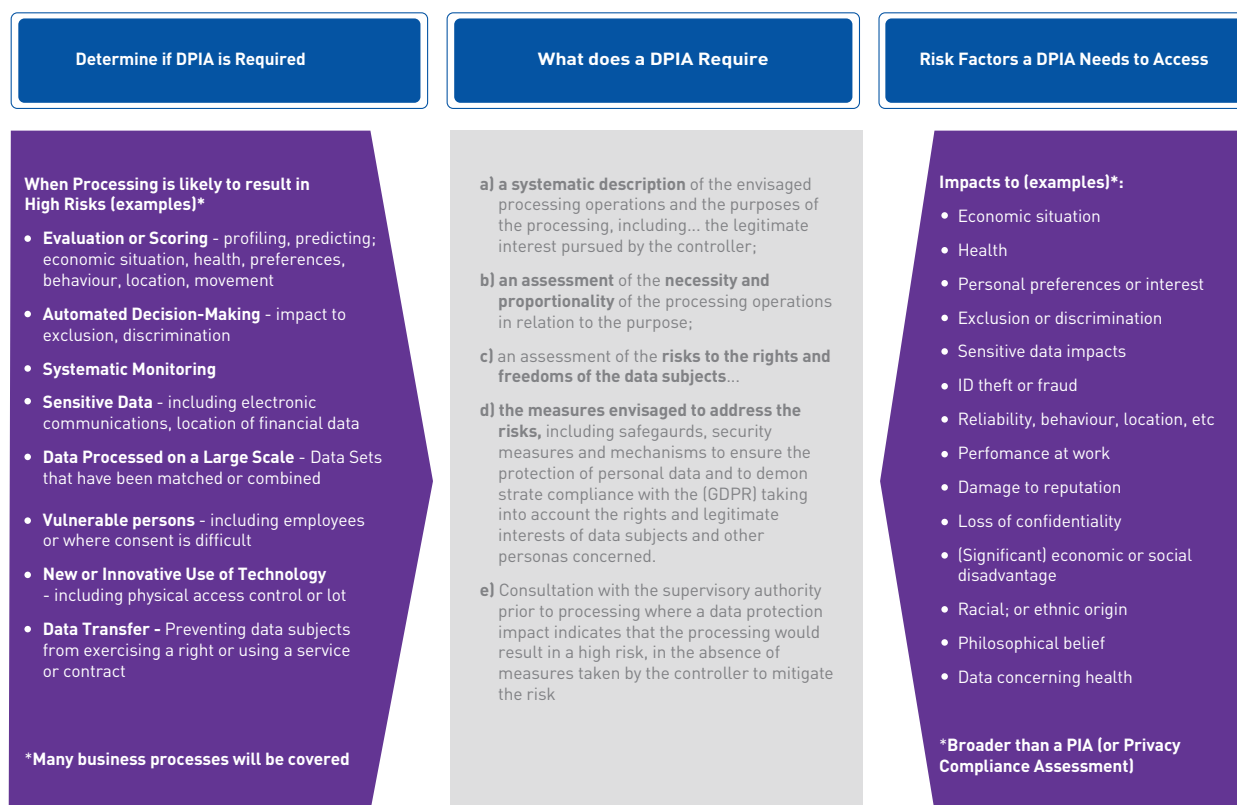 Determine if DPIA is Required
What does a DPIA Require
Risk Factors a DPIA Needs to Access
When Processing is likely to result in
High Risks (examples)*
• Evaluation or Scoring - profiling, predicting;
economic situation, health, preferences,
behaviour, location, movement
• Automated Decision-Making - impact to
exclusion, discrimination
• Systematic Monitoring
• Sensitive Data - including electronic
communications, location of financial data
• Data Processed on a Large Scale - Data Sets
that have been matched or combined
• Vulnerable persons - including employees
or where consent is difficult
• New or Innovative Use of Technology
- including physical access control or lot
• Data Transfer - Preventing data subjects
from exercising a right or using a service
or contract
*Many business processes will be covered
a) a systematic description of the envisaged
processing operations and the purposes of
the processing, including... the legitimate
interest pursued by the controller;
b) an assessment of the necessity and
proportionality of the processing operations
in relation to the purpose;
c) an assessment of the risks to the rights and
freedoms of the data subjects...
d) the measures envisaged to address the
risks, including safegaurds, security
measures and mechanisms to ensure the
protection of personal data and to demon
strate compliance with the (GDPR) taking
into account the rights and legitimate
interests of data subjects and other
personas concerned.
e) Consultation with the supervisory authority
prior to processing where a data protection
impact indicates that the processing would
result in a high risk, in the absence of
measures taken by the controller to mitigate
the risk
Impacts to (examples)*:
• Economic situation
• Health
• Personal preferences or interest
• Exclusion or discrimination
• Sensitive data impacts
• ID theft or fraud
• Reliability, behaviour, location, etc
• Perfomance at work
• Damage to reputation
• Loss of confidentiality
• (Significant) economic or social
disadvantage
• Racial; or ethnic origin
• Philosophical belief
• Data concerning health
*Broader than a PIA (or Privacy
Compliance Assessment)